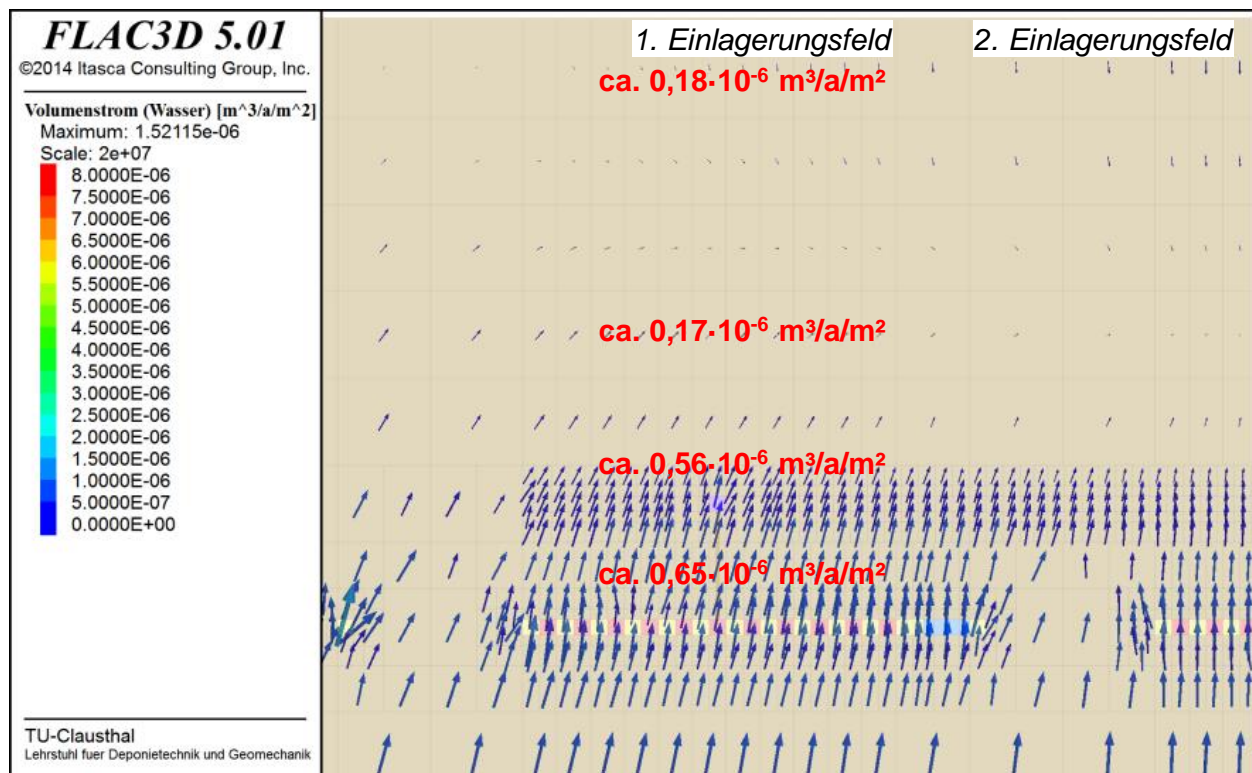 FLAC3D 5.01
©2014 Itasca Consulting Group, Inc.
Volumenstrom (Wasser) [m^3/a/m^2]
Maximum: 1.52115e-06
Scale: 2e+07
8.0000E-06
7.5000E-06
7.0000E-06
6.5000E-06
6.0000E-06
5.5000E-06
5.0000E-06
4.5000E-06
4.0000E-06
3.5000E-06
3.0000E-06
2.5000E-06
2.0000E-06
1.5000E-06
1.0000E-06
5.0000E-07
0.0000E+00
TU-Clausthal
Lehrstuhl fuer Deponietechnik und Geomechanik
1. Einlagerungsfeld
2. Einlagerungsfeld
ca. 0,18·10⁻⁶ m³/a/m²
ca. 0,17·10⁻⁶ m³/a/m²
ca. 0,56·10⁻⁶ m³/a/m²
ca. 0,65·10⁻⁶ m³/a/m²